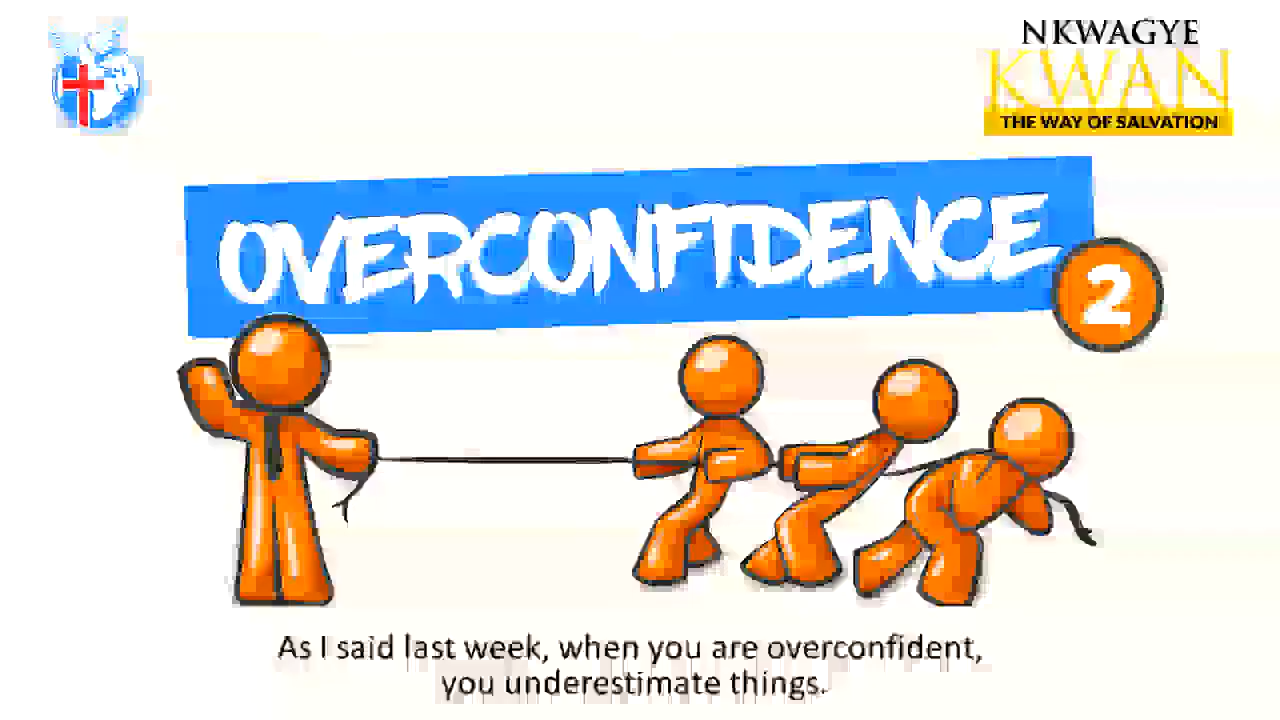 NKWAGYE
KWAN
THE WAY OF SALVATION
OVERCONFIDENCE
2
As I said last week, when you are overconfident,
you underestimate things.